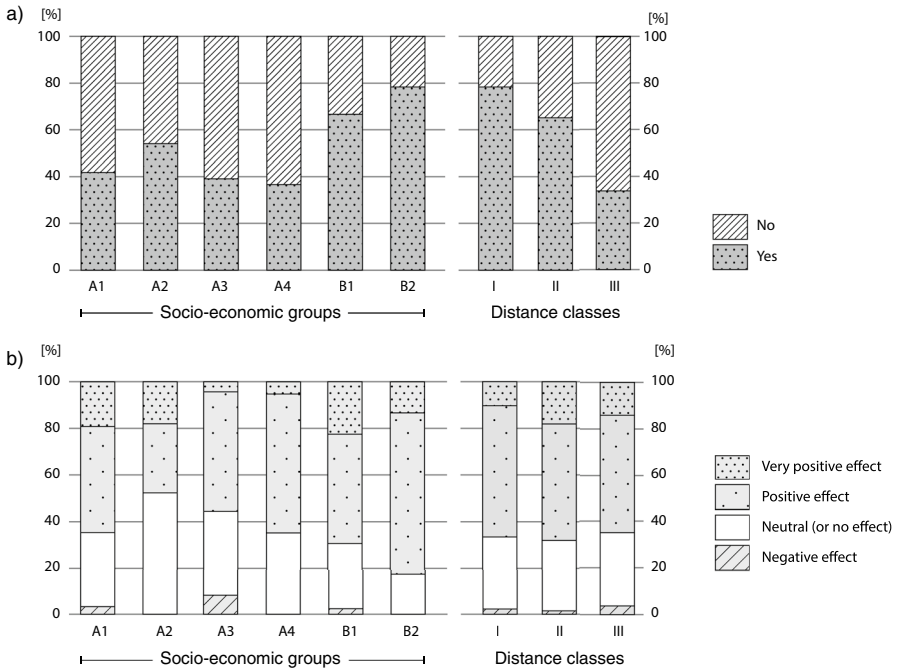 a)
[%] [%]
100 100
80 80
60 60
40 40
20 20
0 0
No
Yes
A1 A2 A3 A4 B1 B2 I II III
Socio-economic groups Distance classes
b)
[%] [%]
100 100
80 80
60 60
40 40
20 20
0 0
Very positive effect
Positive effect
Neutral (or no effect)
Negative effect
A1 A2 A3 A4 B1 B2 I II III
Socio-economic groups Distance classes